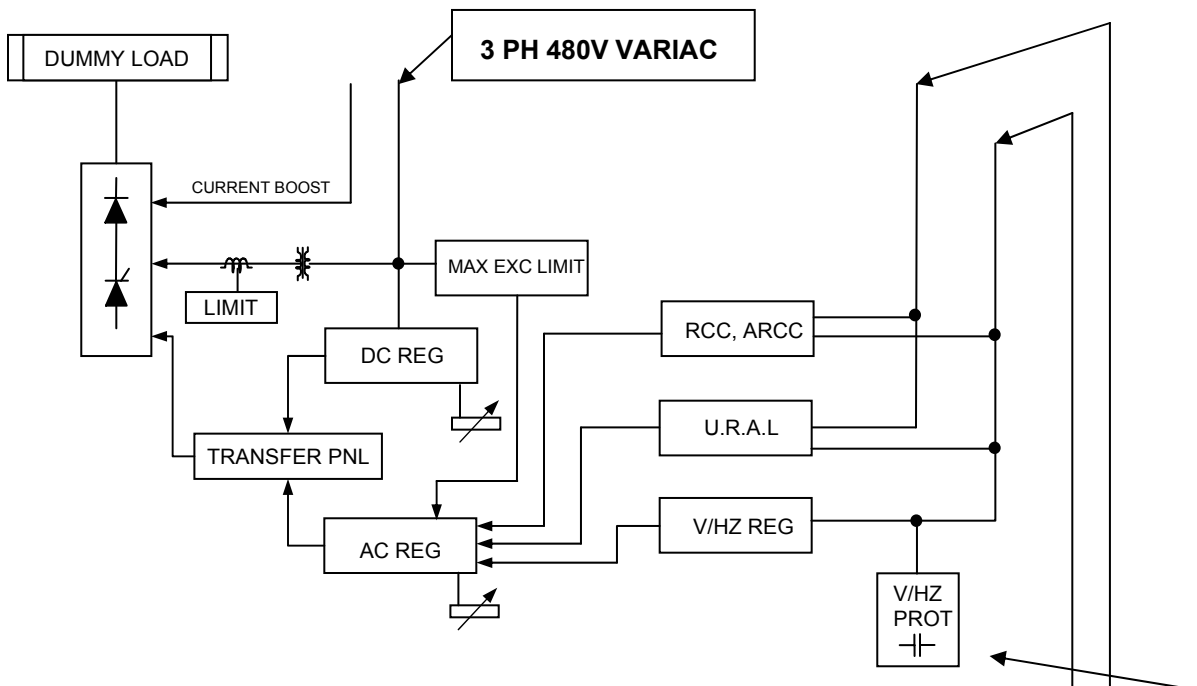 3 PH 480V VARIAC
DUMMY LOAD
CURRENT BOOST
MAX EXC LIMIT
LIMIT
RCC, ARCC
DC REG
U.R.A.L
TRANSFER PNL
V/HZ REG
AC REG
V/HZ
PROT